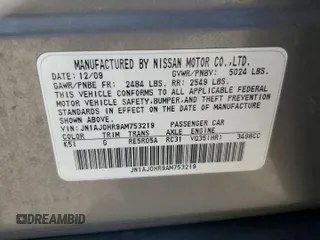 MANUFACTURED BY NISSAN MOTOR CO.,LTD.
DATE: 12/09 GVWR/PNBV: 5024 LBS.
GAWR/PNBE FR: 2484 LBS. RR: 2549 LBS.
THIS VEHICLE CONFORMS TO ALL APPLICABLE FEDERAL
MOTOR VEHICLE SAFETY, BUMPER, AND THEFT PREVENTION
STANDARDS IN EFFECT ON THE DATE OF MANUFACTURE
SHOWN ABOVE.
VIN: JN1AJ0HR9AM753219 PASSENGER CAR
COLOR TRIM TRANS AXLE ENGINE
K51 G RE5R05A RC31 VQ35(HR) 3498CC
JN1AJ0HR9AM753219
DREAMBID